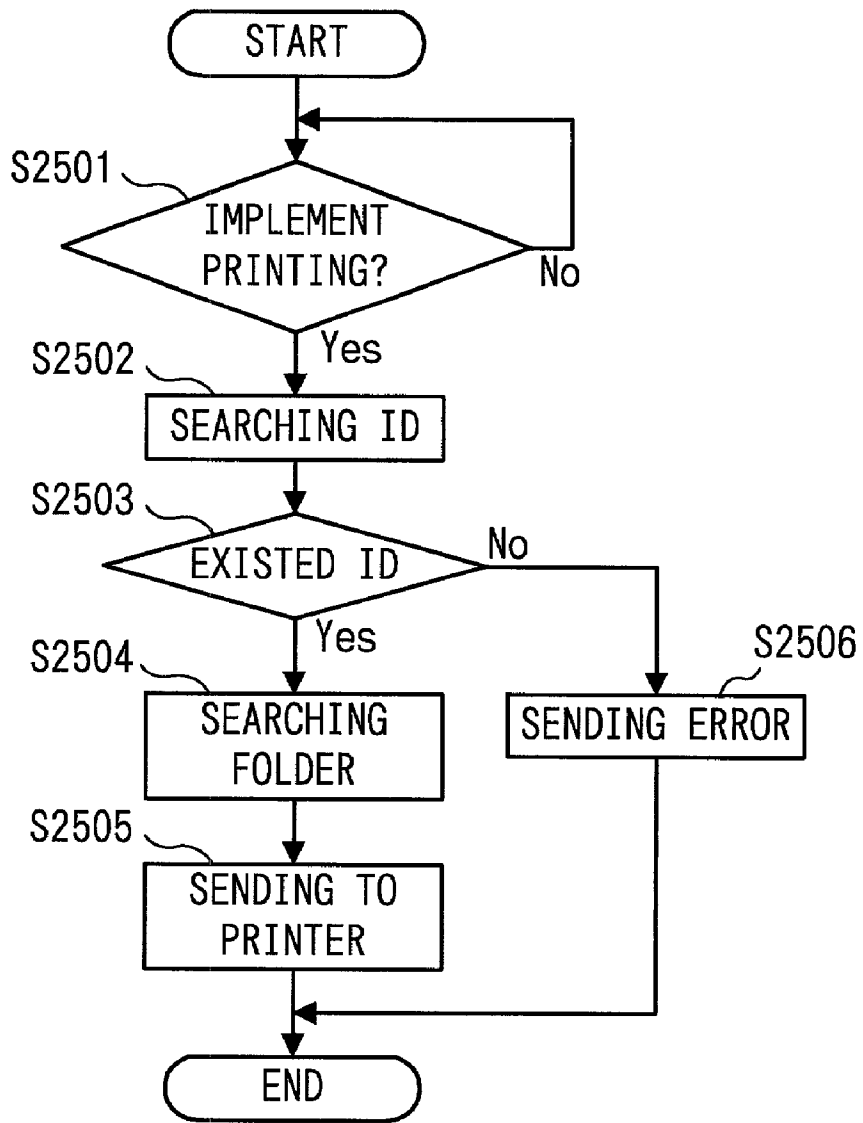 START
S2501
IMPLEMENT
PRINTING?
No
Yes
S2502
SEARCHING ID
S2503
EXISTED ID
No
Yes
S2504
SEARCHING
FOLDER
S2506
SENDING ERROR
S2505
SENDING TO
PRINTER
END